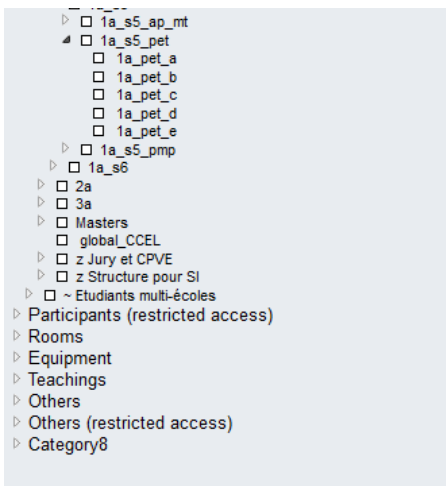 1a_s5_ap_mt
1a_s5_pet
1a_pet_a
1a_pet_b
1a_pet_c
1a_pet_d
1a_pet_e
1a_s5_pmp
1a_s6
2a
3a
Masters
global_CCEL
z Jury et CPVE
z Structure pour SI
~ Etudiants multi-écoles
Participants (restricted access)
Rooms
Equipment
Teachings
Others
Others (restricted access)
Category8